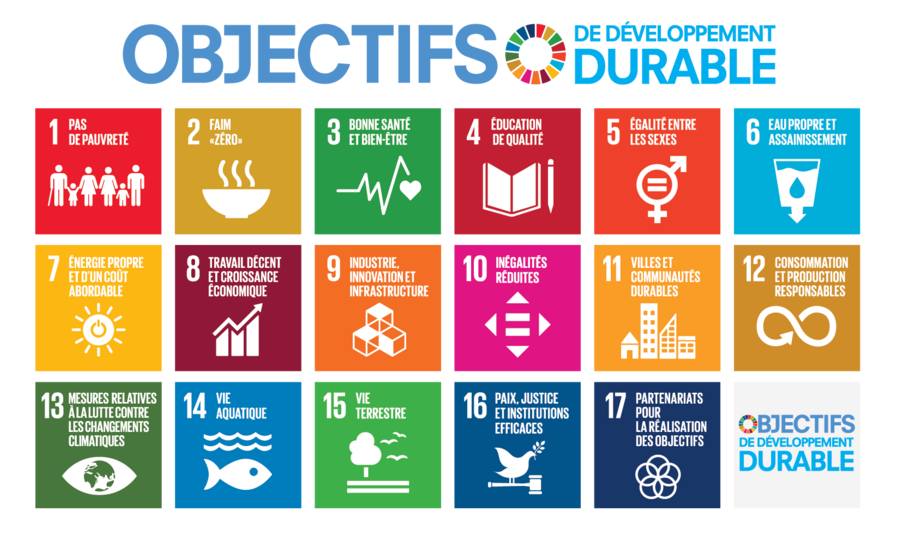 OBJECTIFS
DE DÉVELOPPEMENT
DURABLE
1 PAS
DE PAUVRETÉ
2 FAIM
«ZÉRO»
3 BONNE SANTÉ
ET BIEN-ÊTRE
4 ÉDUCATION
DE QUALITÉ
5 ÉGALITÉ ENTRE
LES SEXES
6 EAU PROPRE ET
ASSAINISSEMENT
7 ÉNERGIE PROPRE
ET D'UN COÛT
ABORDABLE
8 TRAVAIL DÉCENT
ET CROISSANCE
ÉCONOMIQUE
9 INDUSTRIE,
INNOVATION ET
INFRASTRUCTURE
10 INÉGALITÉS
RÉDUITES
11 VILLES ET
COMMUNAUTÉS
DURABLES
12 CONSOMMATION
ET PRODUCTION
RESPONSABLES
13 MESURES RELATIVES
À LA LUTTE CONTRE
LES CHANGEMENTS
CLIMATIQUES
14 VIE
AQUATIQUE
15 VIE
TERRESTRE
16 PAIX, JUSTICE
ET INSTITUTIONS
EFFICACES
17 PARTENARIATS
POUR
LA RÉALISATION
DES OBJECTIFS
OBJECTIFS
DE DÉVELOPPEMENT
DURABLE